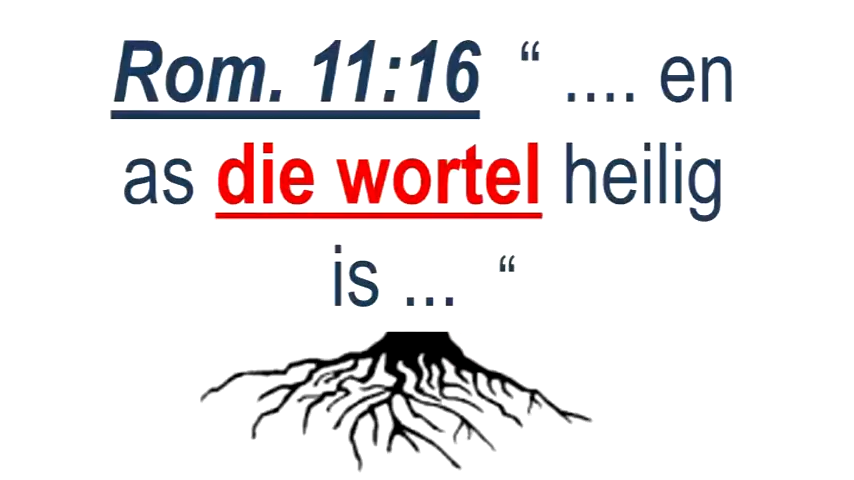 Rom. 11:16 “ .... en
as die wortel heilig
is ... “